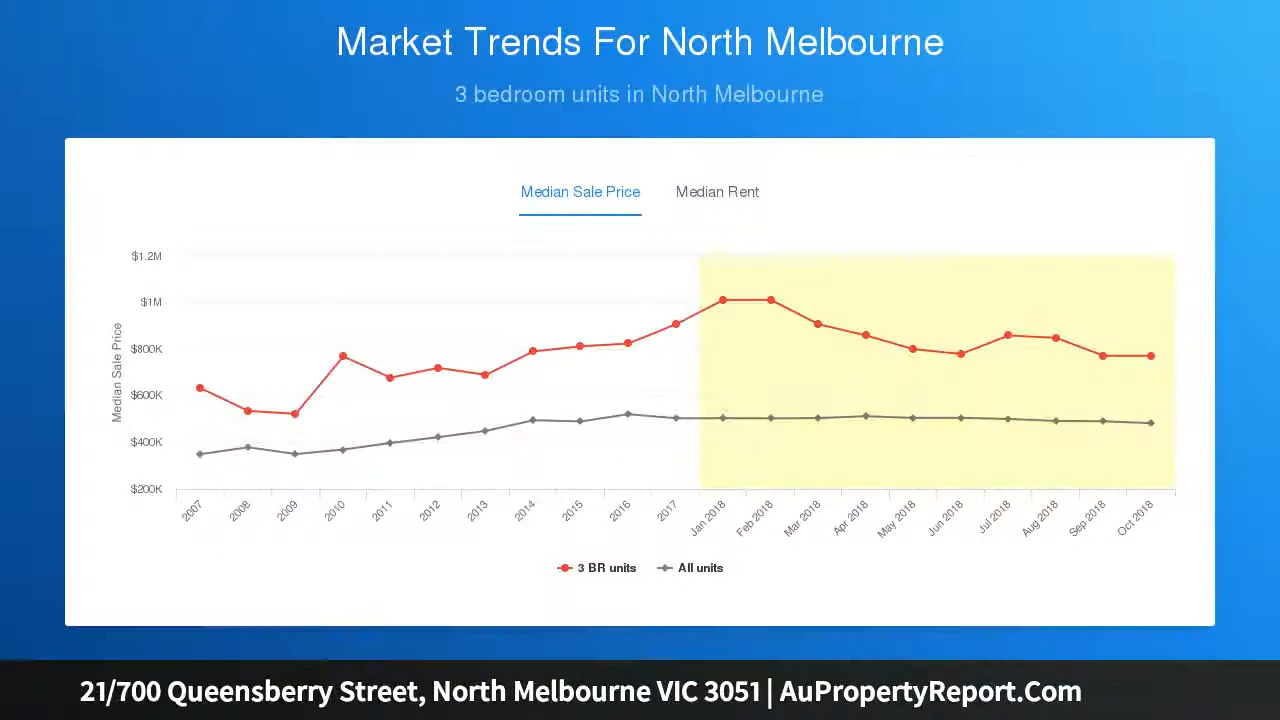 Market Trends For North Melbourne
3 bedroom units in North Melbourne
Median Sale Price Median Rent
$1.2M
$1M
$800K
$600K
$400K
$200K
Median Sale Price
2007 2008 2009 2010 2011 2012 2013 2014 2015 2016 2017 Jan 2018 Feb 2018 Mar 2018 Apr 2018 May 2018 Jun 2018 Jul 2018 Aug 2018 Sep 2018 Oct 2018
3 BR units All units
21/700 Queensberry Street, North Melbourne VIC 3051 | AuPropertyReport.Com